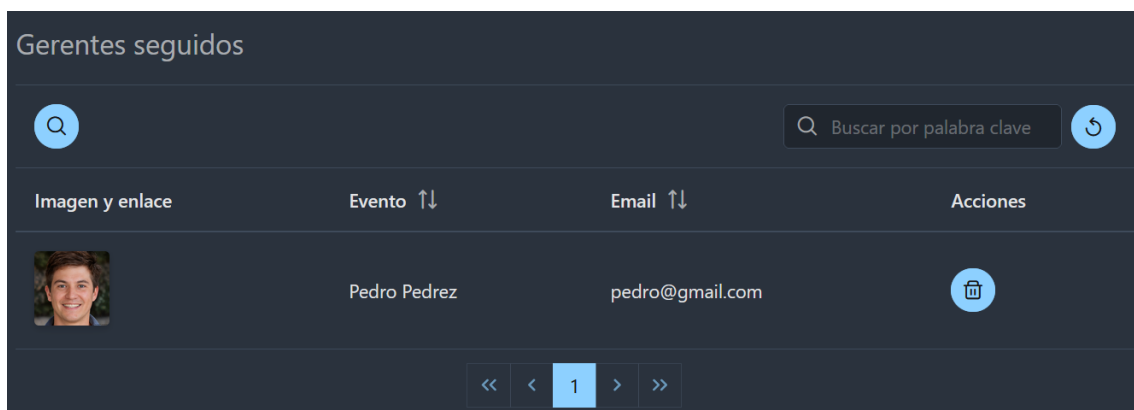 Gerentes seguidos
Buscar por palabra clave
Imagen y enlace Evento Email Acciones
Pedro Pedrez pedro@gmail.com
1